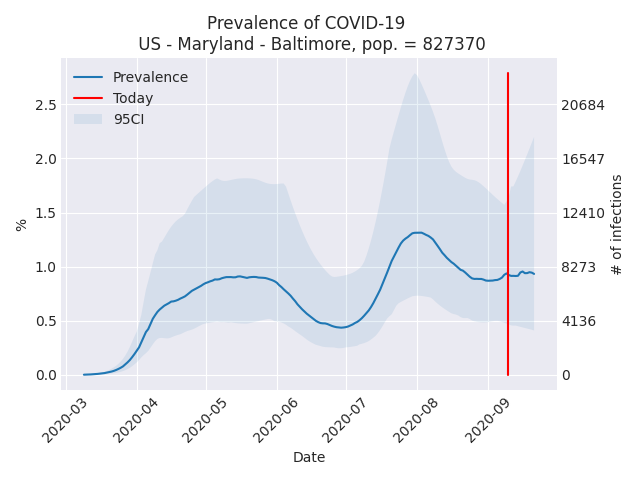 Prevalence of COVID-19
US - Maryland - Baltimore, pop. = 827370
Prevalence
Today
95CI
2.5
2.0
1.5
1.0
0.5
0.0
%
20684
16547
12410
8273
4136
0
# of infections
2020-03
2020-04
2020-05
2020-06
2020-07
2020-08
2020-09
Date